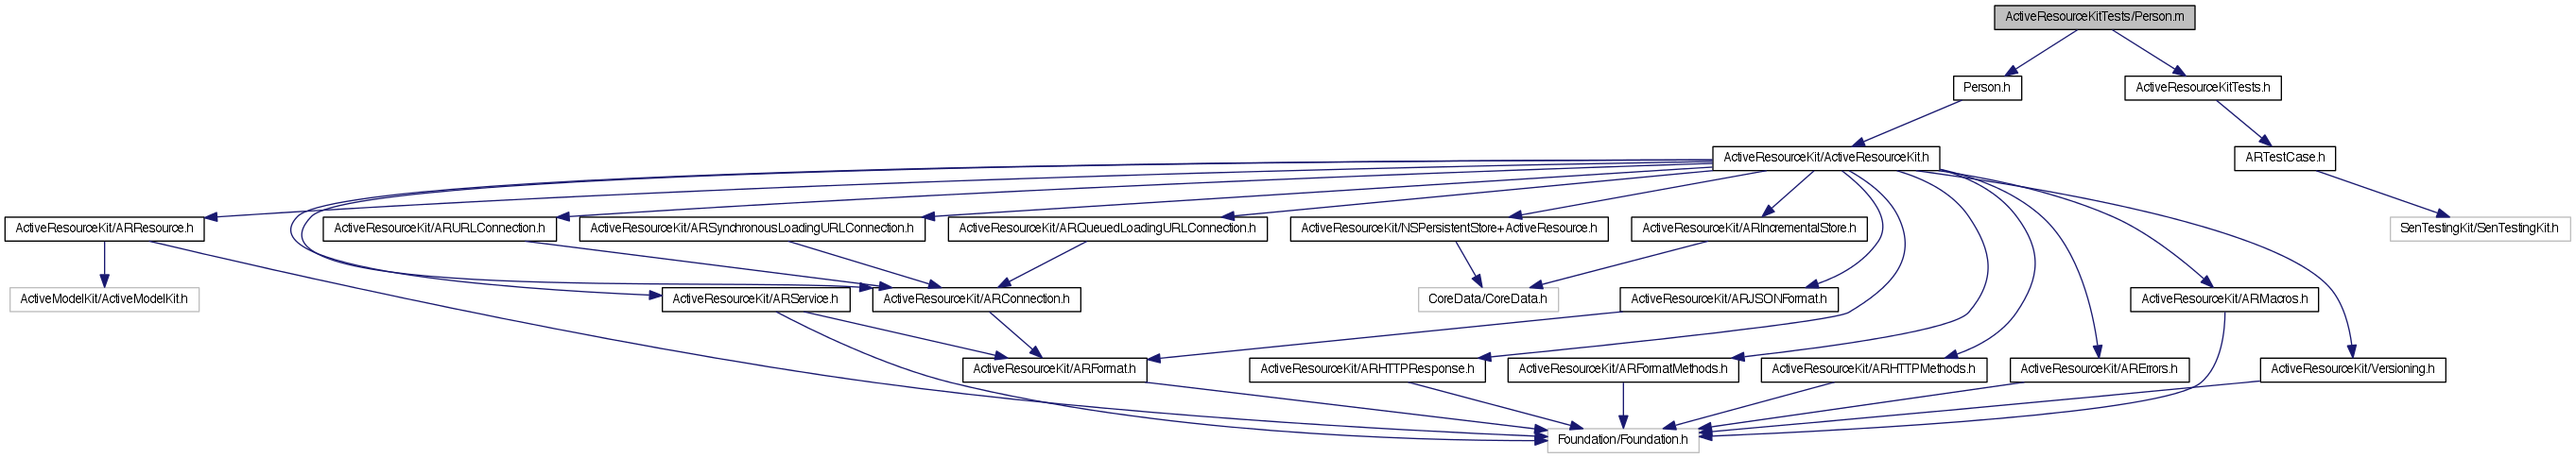 ActiveResourceKitTests/Person.m
Person.h
ActiveResourceKitTests.h
ActiveResourceKit/ActiveResourceKit.h
ARTestCase.h
ActiveResourceKit/ARResource.h
ActiveResourceKit/ARURLConnection.h
ActiveResourceKit/ARSynchronousLoadingURLConnection.h
ActiveResourceKit/ARQueuedLoadingURLConnection.h
ActiveResourceKit/NSPersistentStore+ActiveResource.h
ActiveResourceKit/ARIncrementalStore.h
SenTestingKit/SenTestingKit.h
ActiveModelKit/ActiveModelKit.h
ActiveResourceKit/ARService.h
ActiveResourceKit/ARConnection.h
CoreData/CoreData.h
ActiveResourceKit/ARJSONFormat.h
ActiveResourceKit/ARMacros.h
ActiveResourceKit/ARFormat.h
ActiveResourceKit/ARHTTPResponse.h
ActiveResourceKit/ARFormatMethods.h
ActiveResourceKit/ARHTTPMethods.h
ActiveResourceKit/ARErrors.h
ActiveResourceKit/Versioning.h
Foundation/Foundation.h